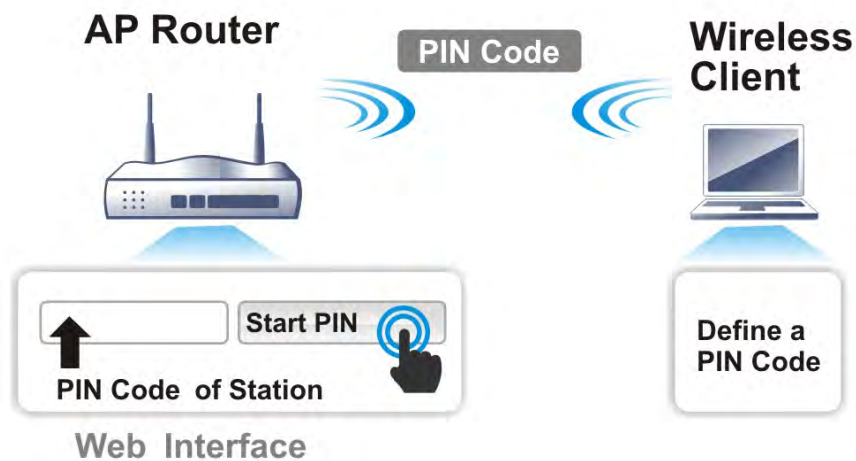 AP Router
PIN Code
Wireless
Client
Start PIN
PIN Code of Station
Web Interface
Define a
PIN Code